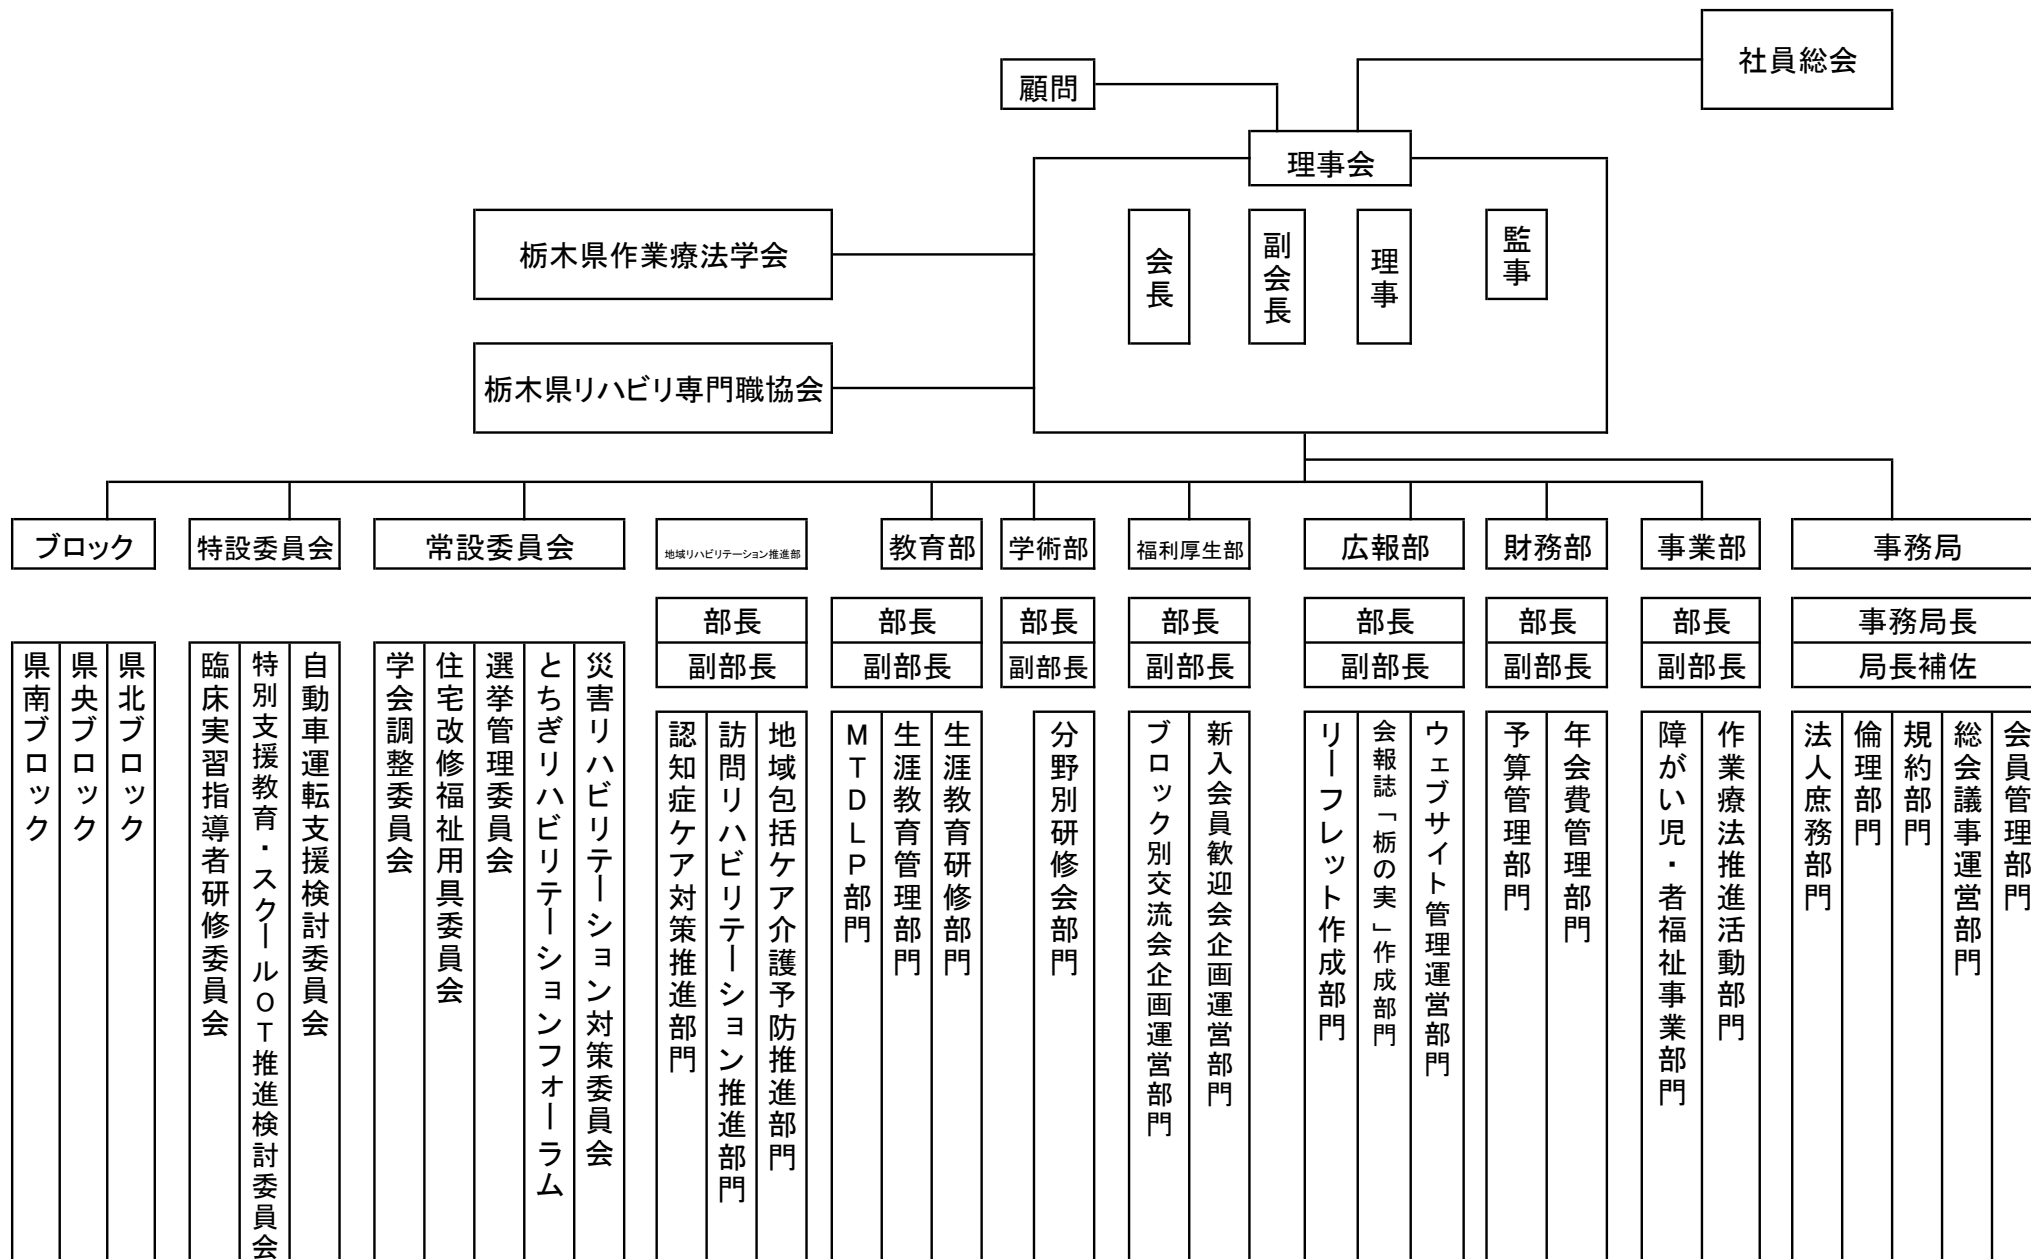 社員総会
顧問
理事会
会長
副会長
理事
監事
栃木県作業療法学会
栃木県リハビリ専門職協会
ブロック
特設委員会
常設委員会
地域リハビリテーション推進部
教育部
学術部
福利厚生部
広報部
財務部
事業部
事務局
部長
部長
部長
部長
部長
部長
部長
事務局長
副部長
副部長
副部長
副部長
副部長
副部長
副部長
局長補佐
県南ブロック
県央ブロック
県北ブロック
臨床実習指導者研修委員会
特別支援教育・スクールOT推進検討委員会
自動車運転支援検討委員会
学会調整委員会
住宅改修福祉用具委員会
選挙管理委員会
とちぎリハビリテーションフォーラム
災害リハビリテーション対策委員会
認知症ケア対策推進部門
訪問リハビリテーション推進部門
地域包括ケア介護予防推進部門
MTDLP部門
生涯教育管理部門
生涯教育研修部門
分野別研修会部門
ブロック別交流会企画運営部門
新入会員歓迎会企画運営部門
リーフレット作成部門
会報誌「栃の実」作成部門
ウェブサイト管理運営部門
予算管理部門
年会費管理部門
障がい児・者福祉事業部門
作業療法推進活動部門
法人庶務部門
倫理部門
規約部門
総会議事運営部門
会員管理部門